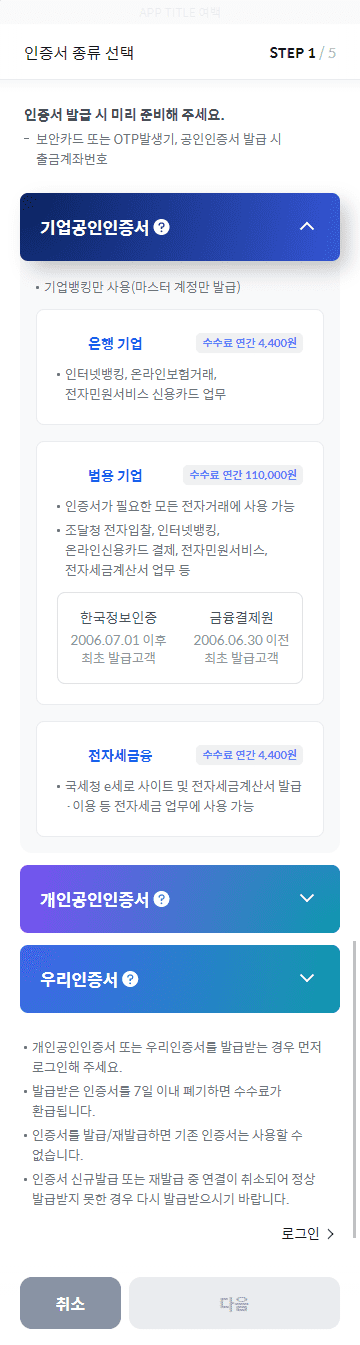 APP TITLE 여백
인증서 종류 선택
STEP 1 / 5
인증서 발급 시 미리 준비해 주세요.
- 보안카드 또는 OTP발생기, 공인인증서 발급 시
출금계좌번호
기업공인인증서 ?
• 기업뱅킹만 사용(마스터 계정만 발급)
은행 기업
수수료 연간 4,400원
• 인터넷뱅킹, 온라인보험거래,
전자민원서비스 신용카드 업무
범용 기업
수수료 연간 110,000원
• 인증서가 필요한 모든 전자거래에 사용 가능
• 조달청 전자입찰, 인터넷뱅킹,
온라인신용카드 결제, 전자민원서비스,
전자세금계산서 업무 등
한국정보인증
2006.07.01 이후
최초 발급고객
금융결제원
2006.06.30 이전
최초 발급고객
전자세금융
수수료 연간 4,400원
• 국세청 e세로 사이트 및 전자세금계산서 발급
·이용 등 전자세금 업무에 사용 가능
개인공인인증서 ?
우리인증서 ?
• 개인공인인증서 또는 우리인증서를 발급받는 경우 먼저
로그인해 주세요.
• 발급받은 인증서를 7일 이내 폐기하면 수수료가
환급됩니다.
• 인증서를 발급/재발급하면 기존 인증서는 사용할 수
없습니다.
• 인증서 신규발급 또는 재발급 중 연결이 취소되어 정상
발급받지 못한 경우 다시 발급받으시기 바랍니다.
로그인
취소
다음